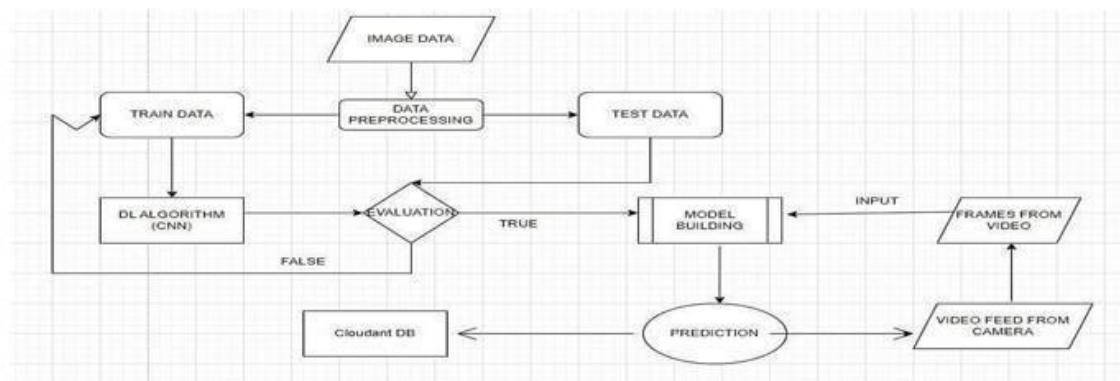 IMAGE DATA
TRAIN DATA
DATA
PREPROCESSING
TEST DATA
DL ALGORITHM
(CNN)
EVALUATION
TRUE
MODEL
BUILDING
INPUT
FRAMES FROM
VIDEO
FALSE
Cloudant DB
PREDICTION
VIDEO FEED FROM
CAMERA